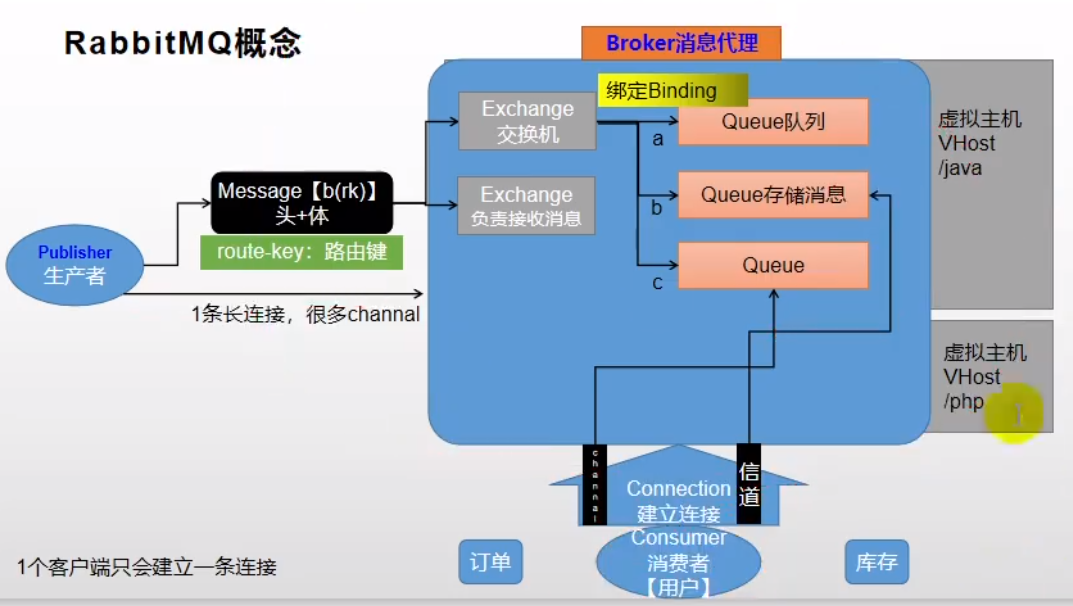 RabbitMQ概念
Broker消息代理
绑定Binding
Exchange
交换机
Queue队列
a
虚拟主机
VHost
/java
Message【b(rk)】
头+体
Exchange
负责接收消息
Queue存储消息
b
route-key：路由键
Publisher
生产者
Queue
c
1条长连接，很多channal
虚拟主机
VHost
/php
channal
信道
Connection
建立连接
Consumer
消费者
【用户】
订单
库存
1个客户端只会建立一条连接